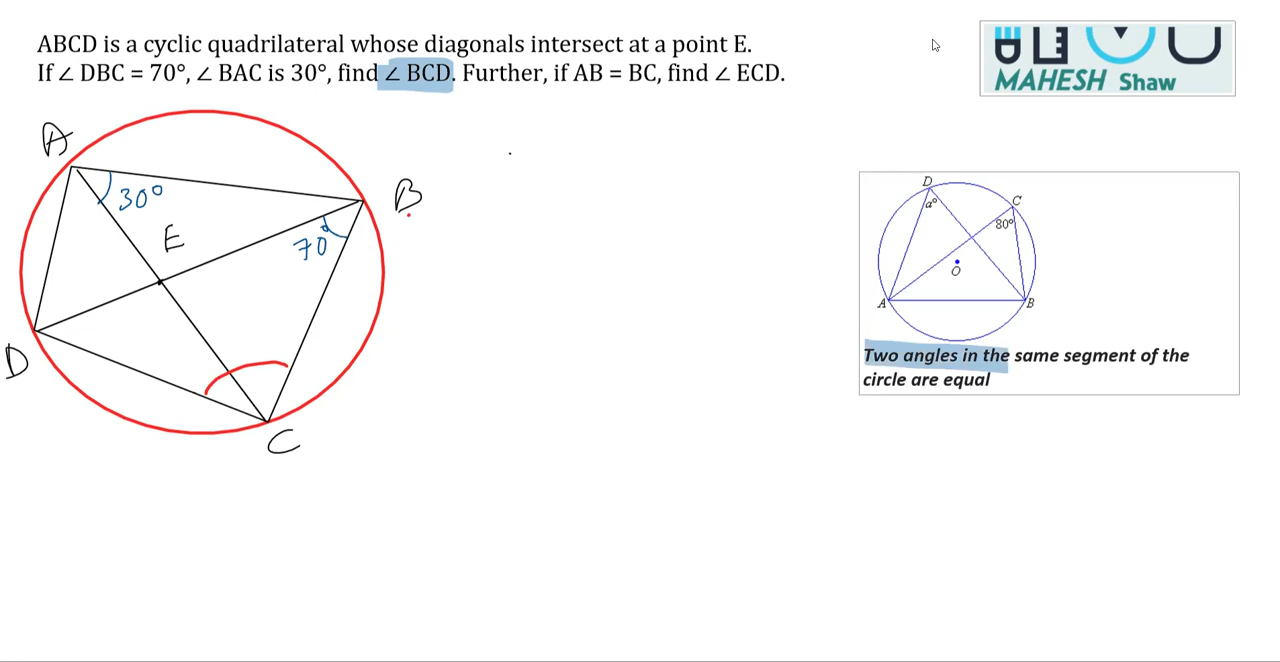 ABCD is a cyclic quadrilateral whose diagonals intersect at a point E.
If ∠ DBC = 70°, ∠ BAC is 30°, find ∠ BCD. Further, if AB = BC, find ∠ ECD.
MAHESH Shaw
A
30°
B
E
70
D
C
D
a°
C
80°
O
A
B
Two angles in the same segment of the
circle are equal